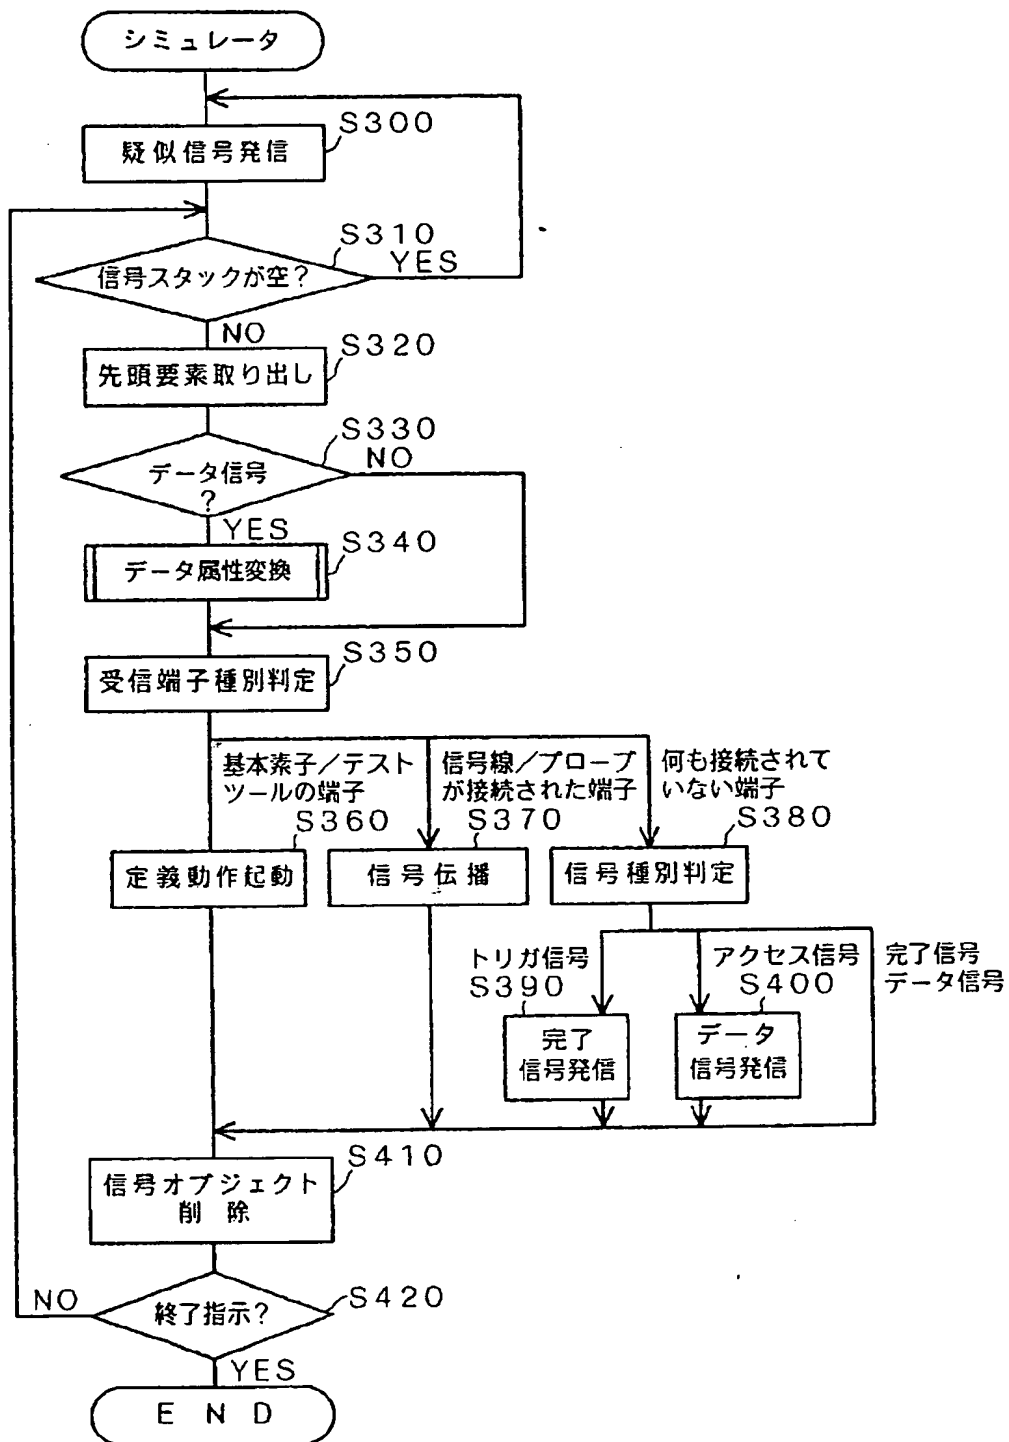 シミュレータ
S300
疑似信号発信
S310
信号スタックが空？
YES
NO
S320
先頭要素取り出し
S330
データ信号
？
NO
YES
S340
データ属性変換
S350
受信端子種別判定
基本素子／テスト
ツールの端子
信号線／プローブ
が接続された端子
何も接続されて
いない端子
S360
S370
S380
定義動作起動
信号伝播
信号種別判定
トリガ信号
アクセス信号
完了信号
データ信号
S390
S400
完了
信号発信
データ
信号発信
S410
信号オブジェクト
削除
S420
終了指示？
NO
YES
END